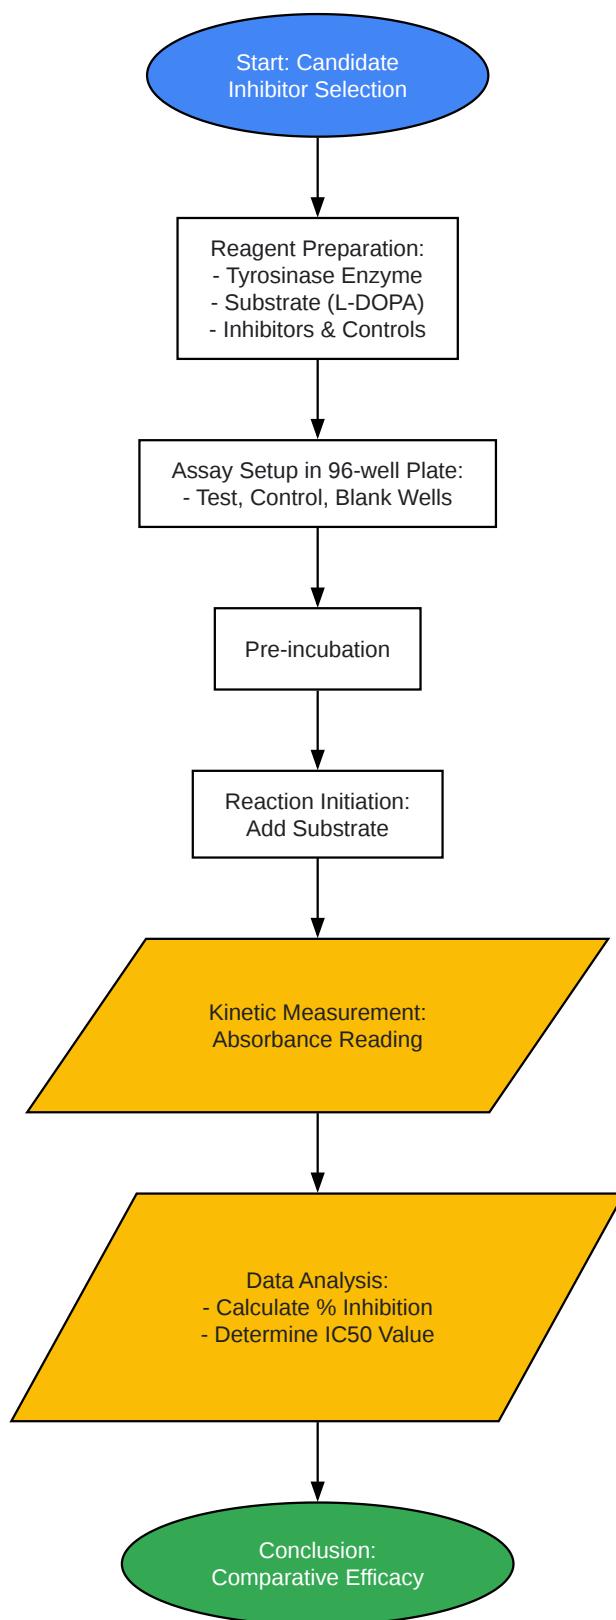 Start: Candidate
Inhibitor Selection
Reagent Preparation:
- Tyrosinase Enzyme
- Substrate (L-DOPA)
- Inhibitors & Controls
Assay Setup in 96-well Plate:
- Test, Control, Blank Wells
Pre-incubation
Reaction Initiation:
Add Substrate
Kinetic Measurement:
Absorbance Reading
Data Analysis:
- Calculate % Inhibition
- Determine IC50 Value
Conclusion:
Comparative Efficacy